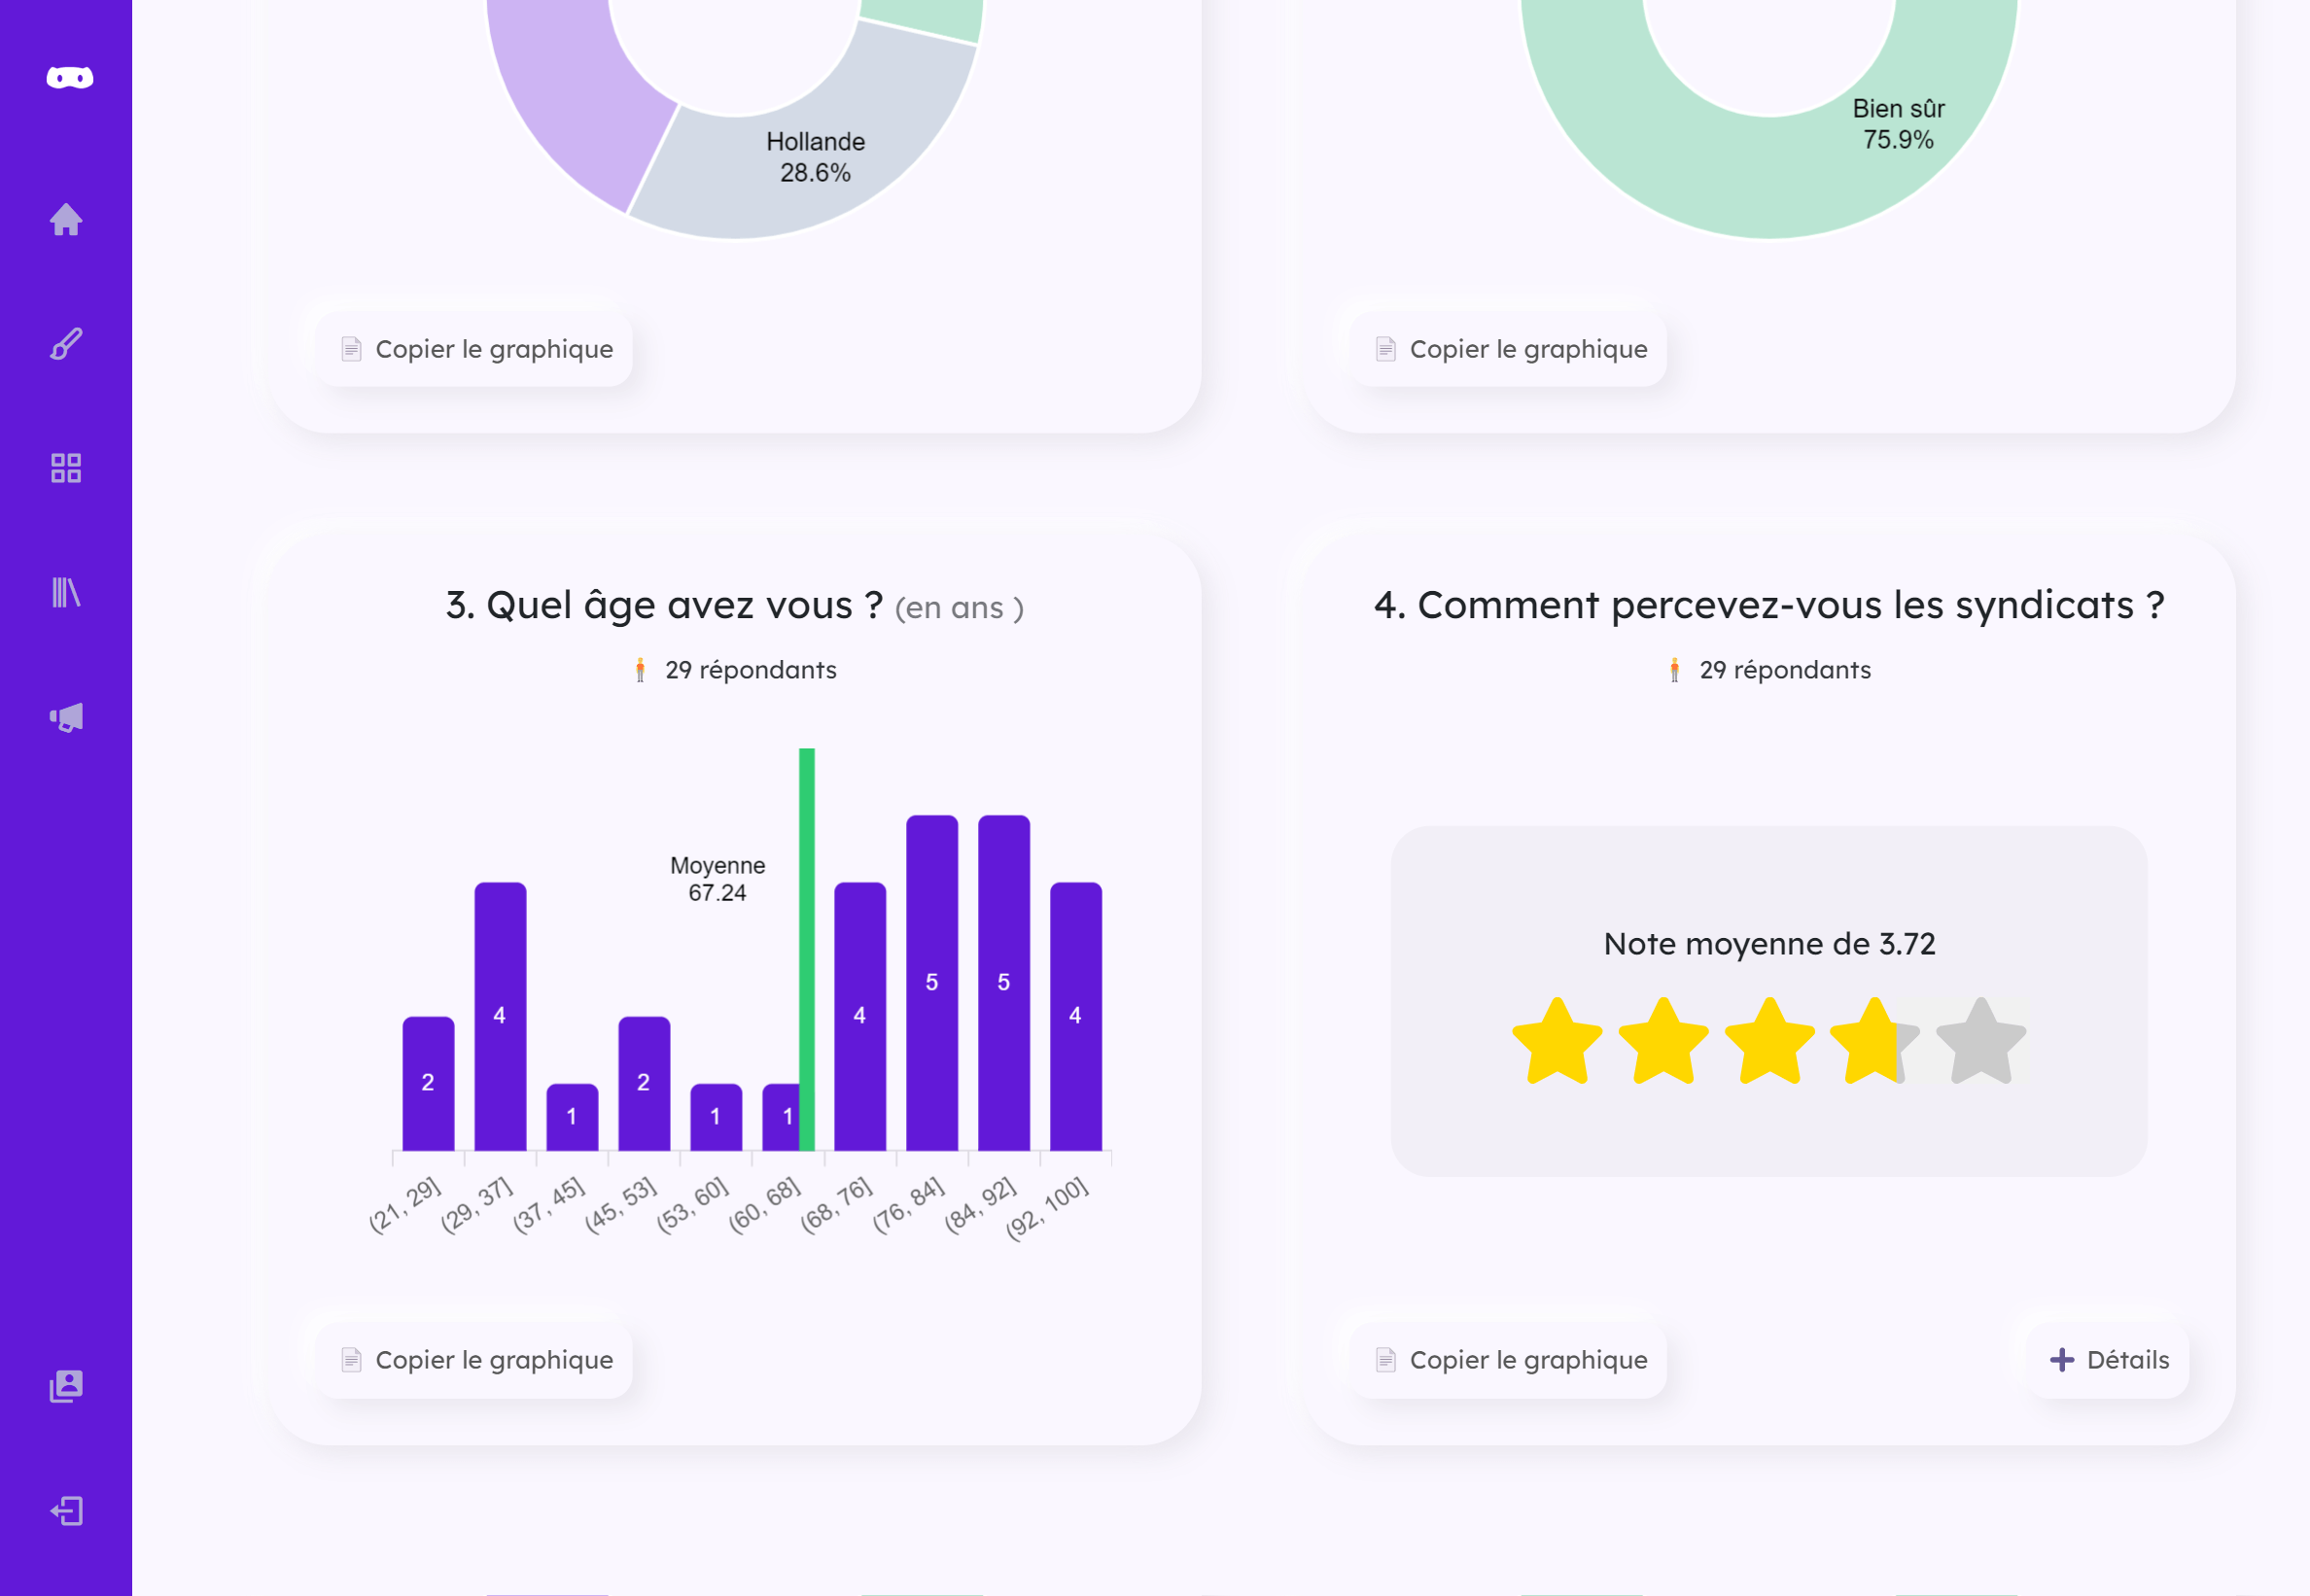 Hollande
28.6%
Bien sûr
75.9%
Copier le graphique
Copier le graphique
3. Quel âge avez vous ? (en ans )
29 répondants
Moyenne
67.24
2
4
1
2
1
1
4
5
5
4
(21, 29]
(29, 37]
(37, 45]
(45, 53]
(53, 60]
(60, 68]
(68, 76]
(76, 84]
(84, 92]
(92, 100]
Copier le graphique
4. Comment percevez-vous les syndicats ?
29 répondants
Note moyenne de 3.72
Copier le graphique
Détails